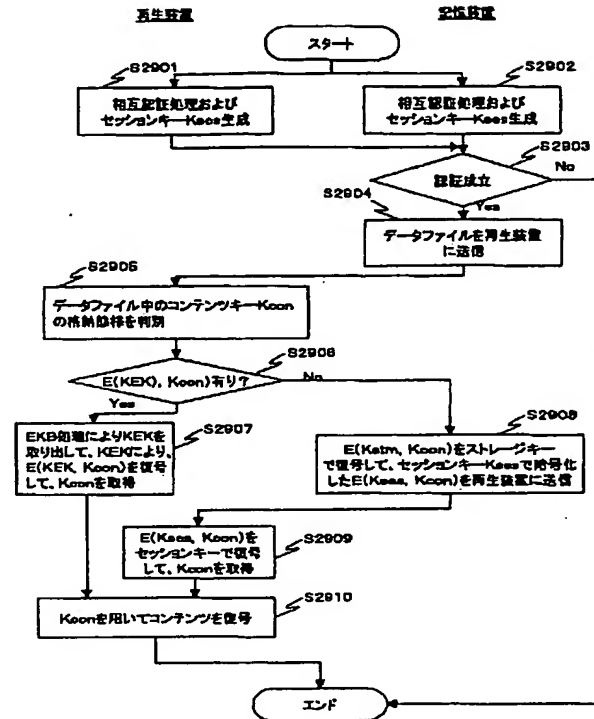 再生装置
記憶装置
スタート
S2901
相互認証処理および
セッションキーKses生成
S2902
相互認証処理および
セッションキーKses生成
S2903
認証成立
No
Yes
S2904
データファイルを再生装置
に送信
S2905
データファイル中のコンテンツキーKcon
の格納態様を判別
S2906
E(KEK), Kcon)有り?
No
Yes
S2907
EKB処理によりKEKを
取り出して、KEKにより、
E(KEK, Kcon)を復号
して、Kconを取得
S2908
E(Kstm, Kcon)をストレージキー
で復号して、セッションキーKsesで暗号化
したE(Kses, Kcon)を再生装置に送信
S2909
E(Kses, Kcon)を
セッションキーで復号
して、Kconを取得
S2910
Kconを用いてコンテンツを復号
エンド